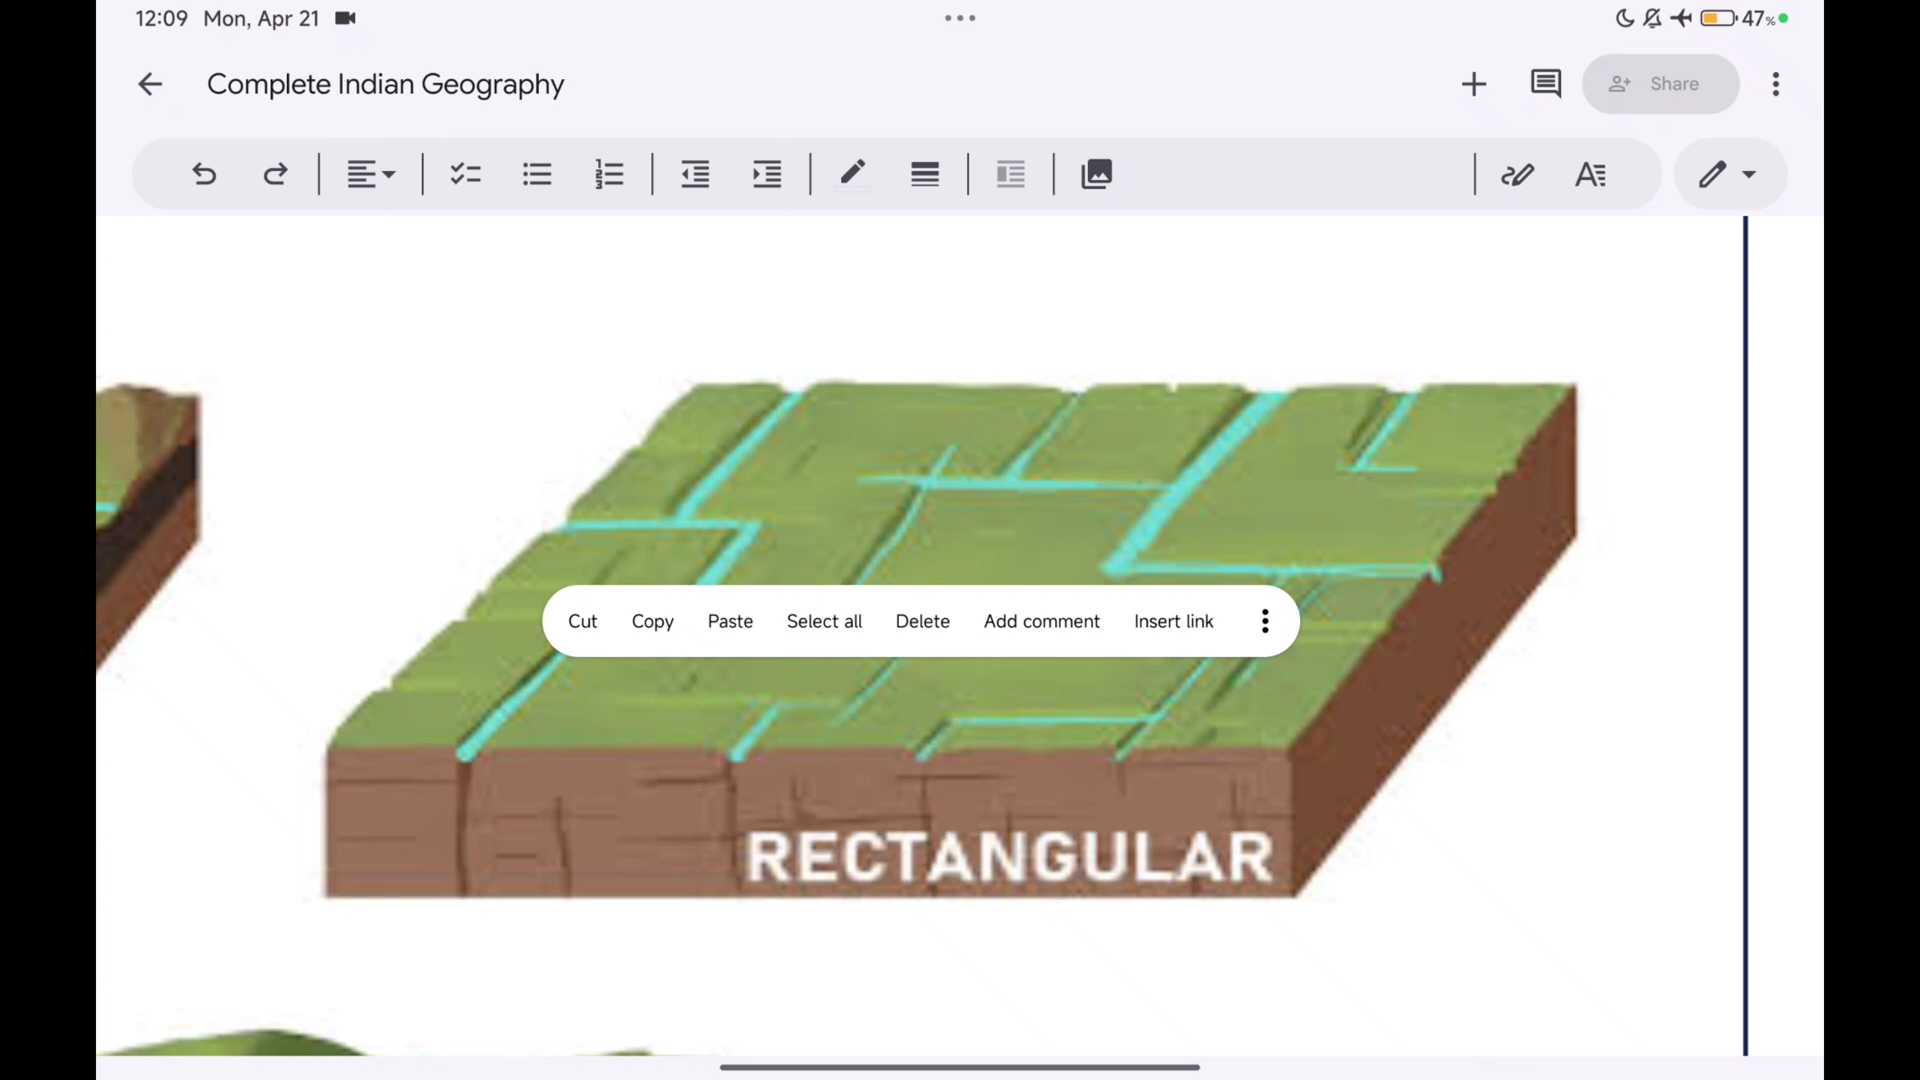 12:09 Mon, Apr 21
47%
Complete Indian Geography
Share
Cut Copy Paste Select all Delete Add comment Insert link
RECTANGULAR